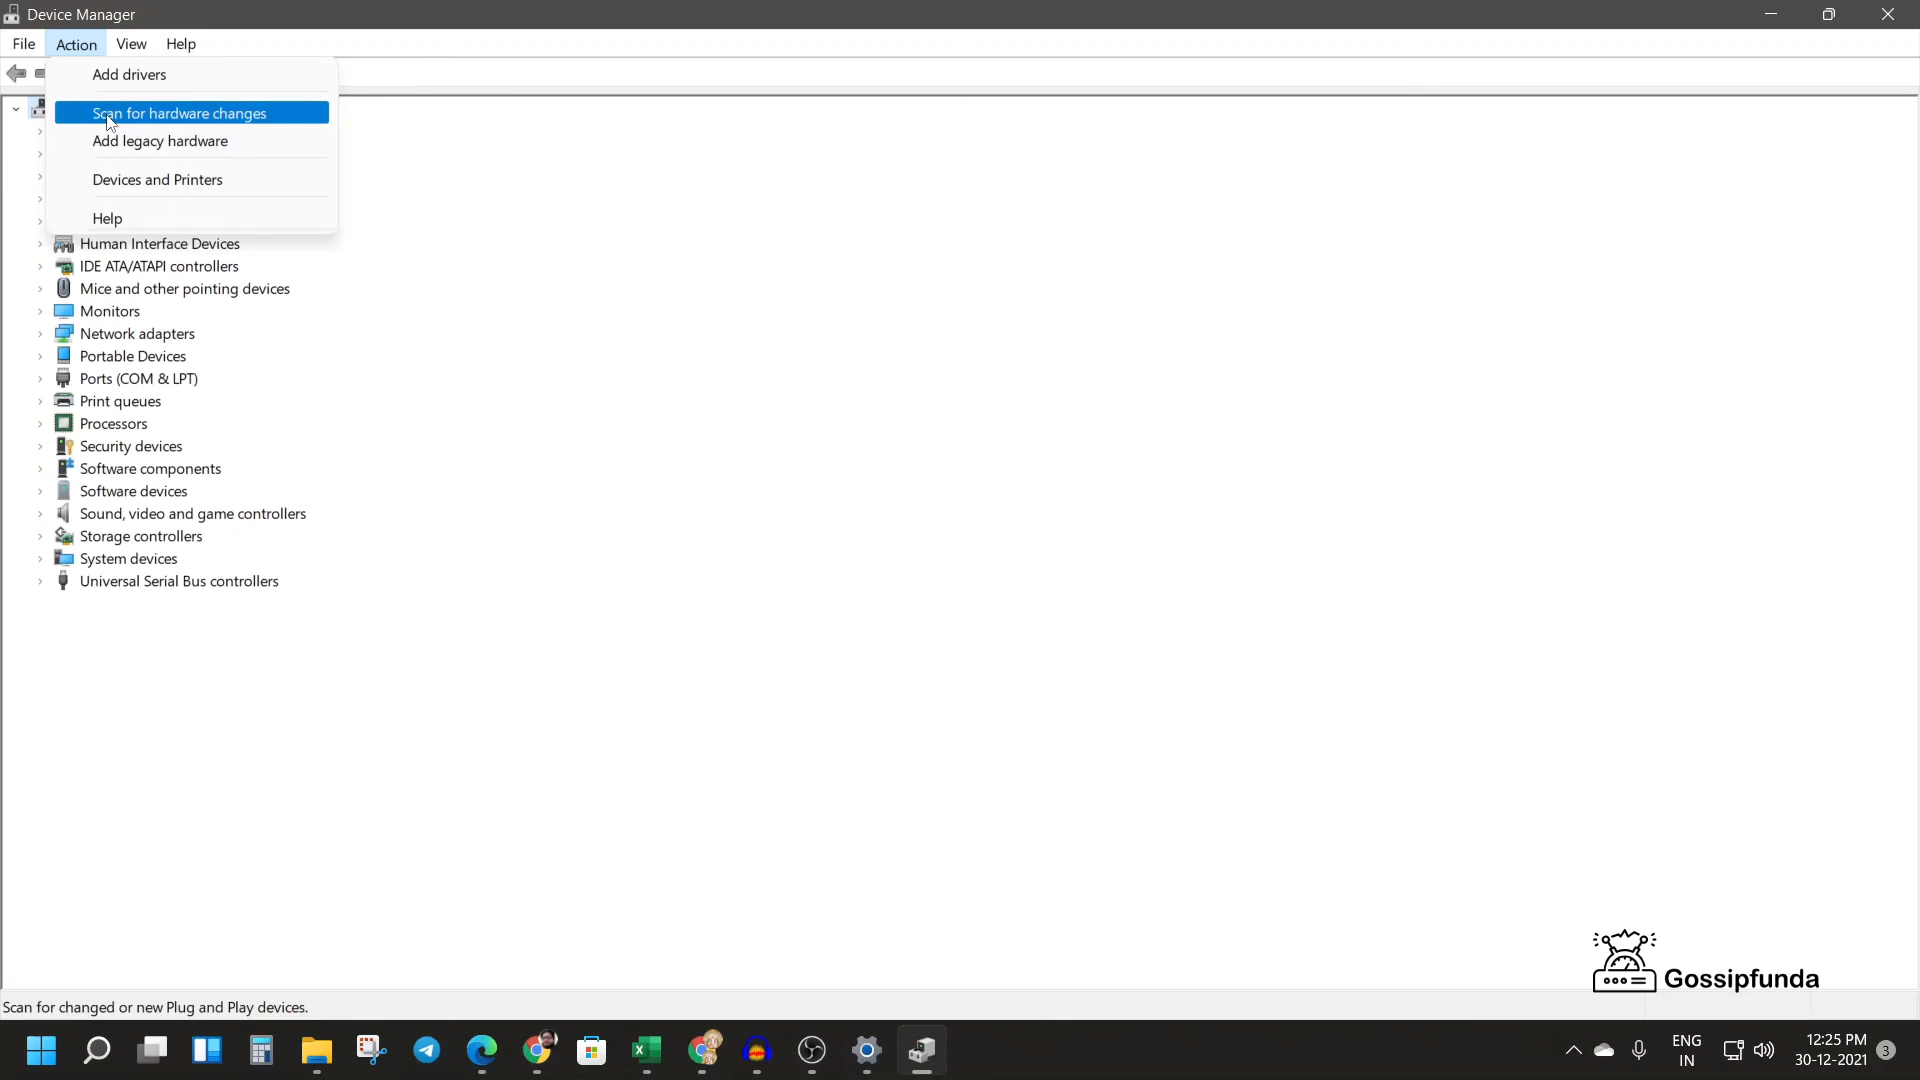 Device Manager
File Action View Help
Add drivers
Scan for hardware changes
Add legacy hardware
Devices and Printers
Help
Human Interface Devices
IDE ATA/ATAPI controllers
Mice and other pointing devices
Monitors
Network adapters
Portable Devices
Ports (COM & LPT)
Print queues
Processors
Security devices
Software components
Software devices
Sound, video and game controllers
Storage controllers
System devices
Universal Serial Bus controllers
Gossipfunda
Scan for changed or new Plug and Play devices.
ENG
IN
12:25 PM
30-12-2021
3